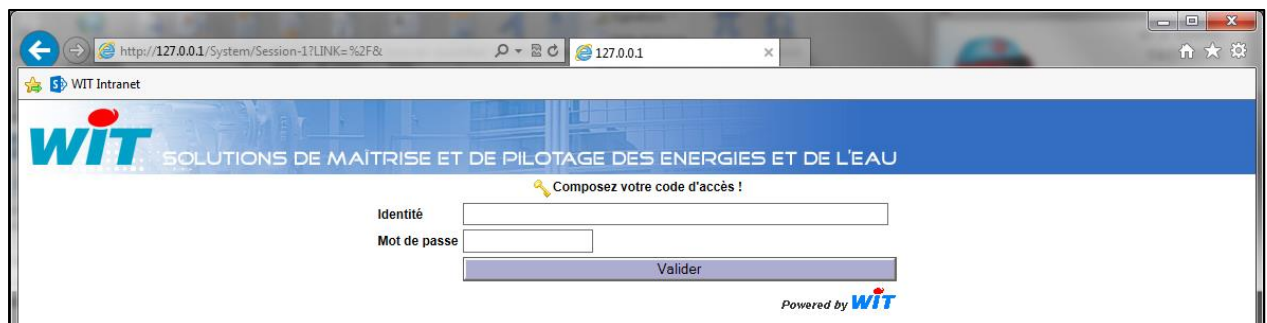 http://127.0.0.1/System/Session-1?LINK=%2F&
127.0.0.1
WIT Intranet
WIT
SOLUTIONS DE MAÎTRISE ET DE PILOTAGE DES ENERGIES ET DE L'EAU
Composez votre code d'accès !
Identité
Mot de passe
Valider
Powered by WIT